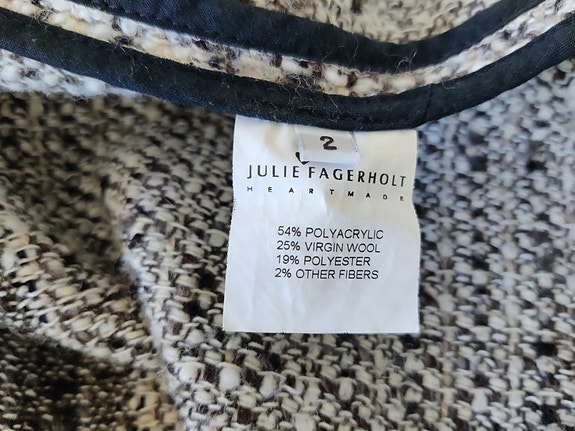 2
JULIE FAGERHOLT
HEARTMADE
54% POLYACRYLIC
25% VIRGIN WOOL
19% POLYESTER
2% OTHER FIBERS